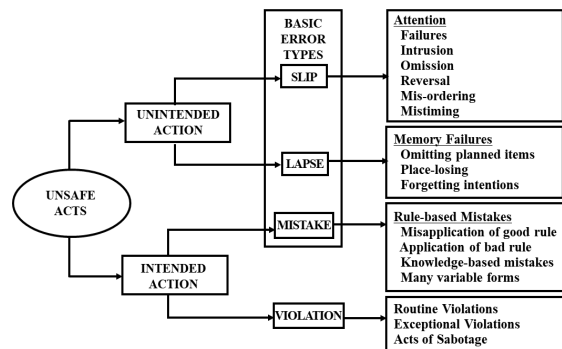 BASIC
ERROR
TYPES
SLIP
LAPSE
MISTAKE
VIOLATION
UNSAFE
ACTS
UNINTENDED
ACTION
INTENDED
ACTION
Attention
Failures
Intrusion
Omission
Reversal
Mis-ordering
Mistiming
Memory Failures
Omitting planned items
Place-losing
Forgetting intentions
Rule-based Mistakes
Misapplication of good rule
Application of bad rule
Knowledge-based mistakes
Many variable forms
Routine Violations
Exceptional Violations
Acts of Sabotage